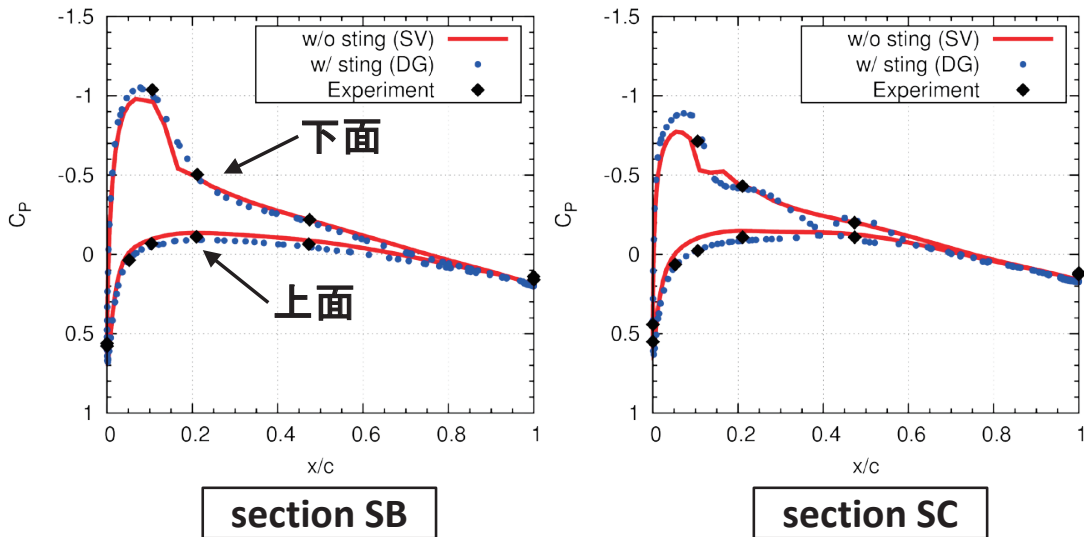 -1.5
-1
-0.5
0
0.5
1
C_P
w/o sting (SV)
w/ sting (DG)
Experiment
下面
上面
0 0.2 0.4 0.6 0.8 1
x/c
section SB
-1.5
-1
-0.5
0
0.5
1
C_P
w/o sting (SV)
w/ sting (DG)
Experiment
0 0.2 0.4 0.6 0.8 1
x/c
section SC